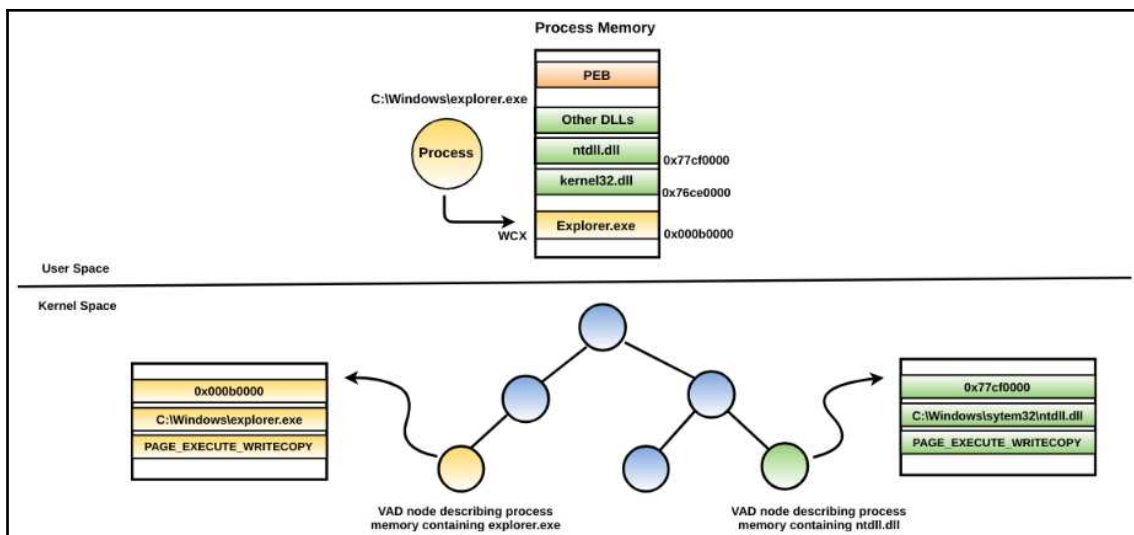 Process Memory
PEB
C:\Windows\explorer.exe
Other DLLs
Process
ntdll.dll
0x77cf0000
kernel32.dll
0x76ce0000
Explorer.exe
WCX
0x000b0000
User Space
Kernel Space
0x000b0000
C:\Windows\explorer.exe
PAGE_EXECUTE_WRITECOPY
0x77cf0000
C:\Windows\sytem32\ntdll.dll
PAGE_EXECUTE_WRITECOPY
VAD node describing process
memory containing explorer.exe
VAD node describing process
memory containing ntdll.dll